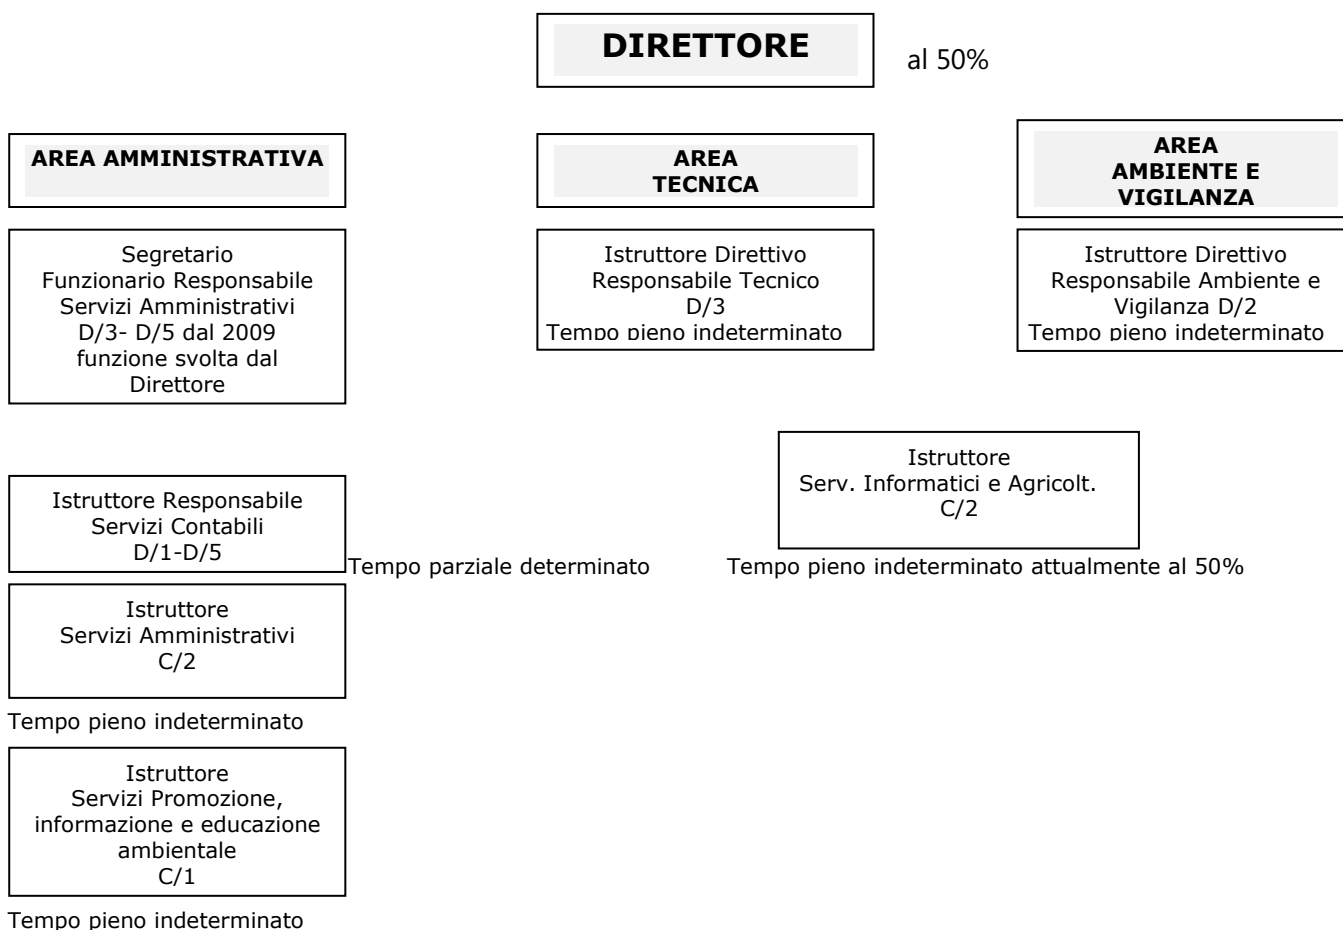 DIRETTORE
al 50%
AREA AMMINISTRATIVA
AREA
TECNICA
AREA
AMBIENTE E
VIGILANZA
Segretario
Funzionario Responsabile
Servizi Amministrativi
D/3- D/5 dal 2009
funzione svolta dal
Direttore
Istruttore Direttivo
Responsabile Tecnico
D/3
Tempo pieno indeterminato
Istruttore Direttivo
Responsabile Ambiente e
Vigilanza D/2
Tempo pieno indeterminato
Istruttore
Serv. Informatici e Agricolt.
C/2
Tempo pieno indeterminato attualmente al 50%
Istruttore Responsabile
Servizi Contabili
D/1-D/5
Tempo parziale determinato
Istruttore
Servizi Amministrativi
C/2
Tempo pieno indeterminato
Istruttore
Servizi Promozione,
informazione e educazione
ambientale
C/1
Tempo pieno indeterminato